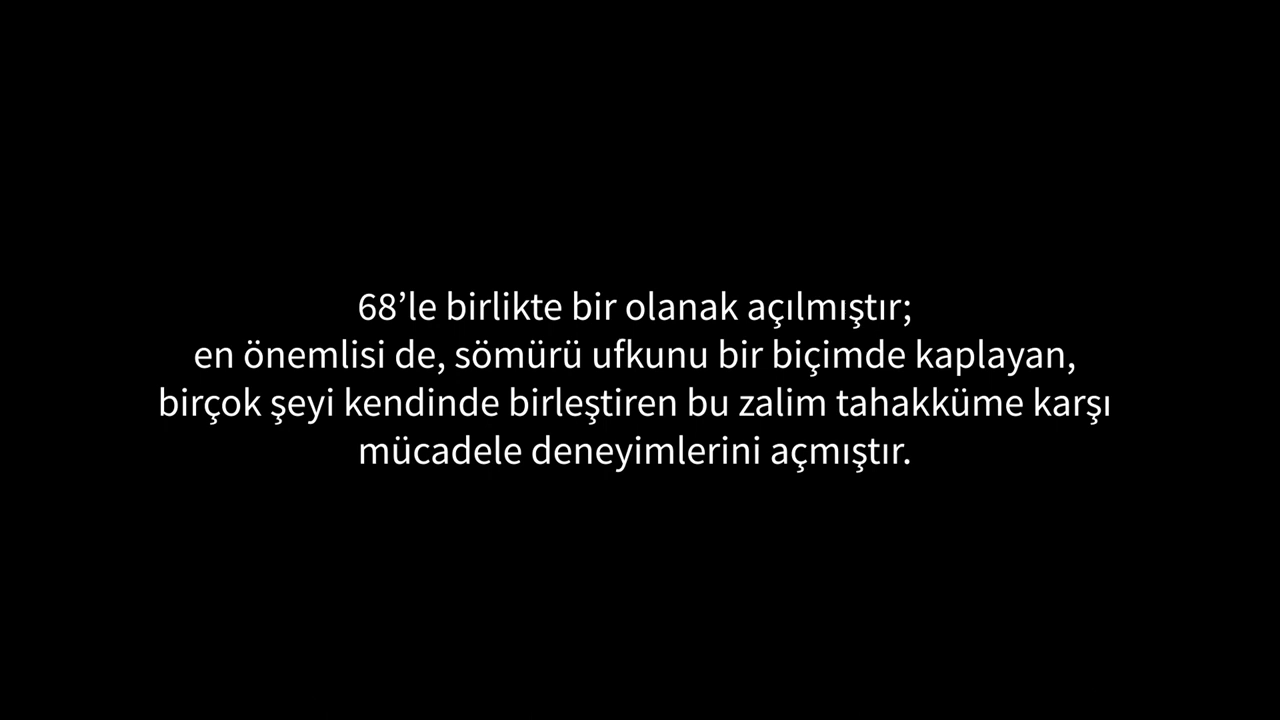 68’le birlikte bir olanak açılmıştır;
en önemlisi de, sömürü ufkunu bir biçimde kaplayan,
birçok şeyi kendinde birleştiren bu zalim tahakküme karşı
mücadele deneyimlerini açmıştır.